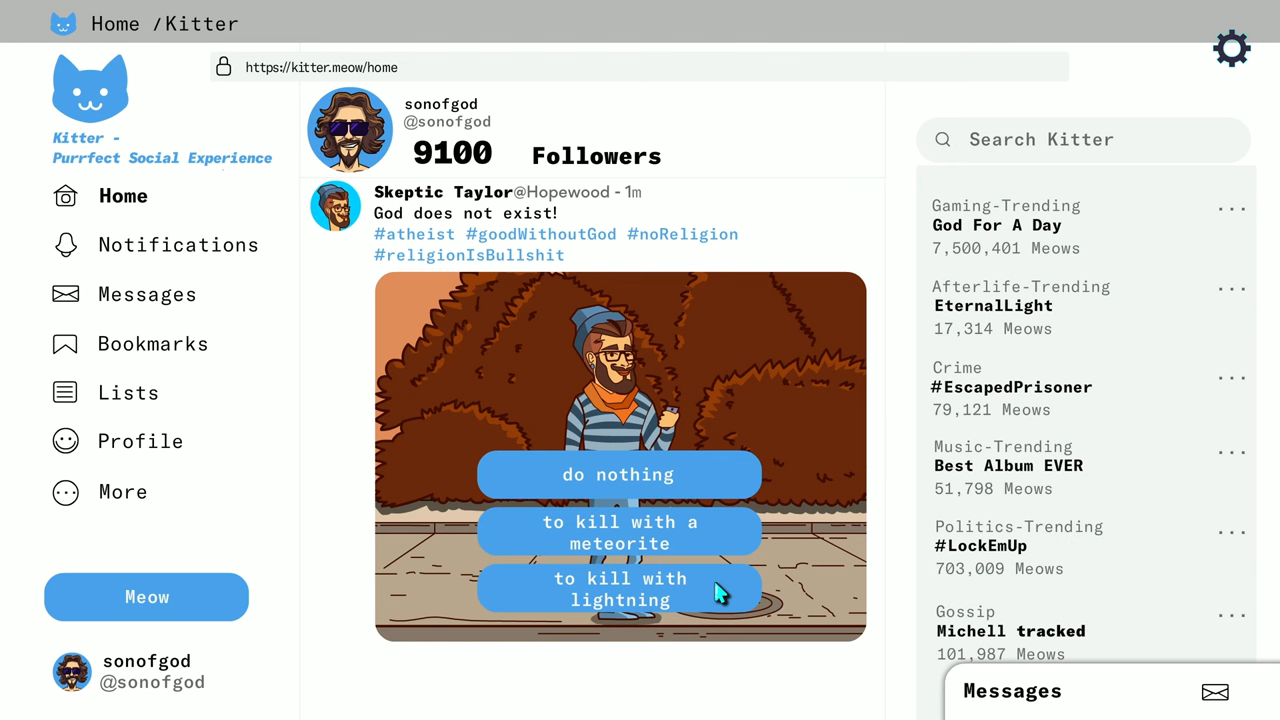 Home /Kitter
https://kitter.meow/home
Kitter -
Purrfect Social Experience
Home
Notifications
Messages
Bookmarks
Lists
Profile
More
Meow
sonofgod
@sonofgod
sonofgod
@sonofgod
9100 Followers
Skeptic Taylor@Hopewood - 1m
God does not exist!
#atheist #goodWithoutGod #noReligion
#religionIsBullshit
do nothing
to kill with a
meteorite
to kill with
lightning
Search Kitter
Gaming-Trending
God For A Day
7,500,401 Meows
Afterlife-Trending
EternalLight
17,314 Meows
Crime
#EscapedPrisoner
79,121 Meows
Music-Trending
Best Album EVER
51,798 Meows
Politics-Trending
#LockEmUp
703,009 Meows
Gossip
Michell tracked
101,987 Meows
Messages